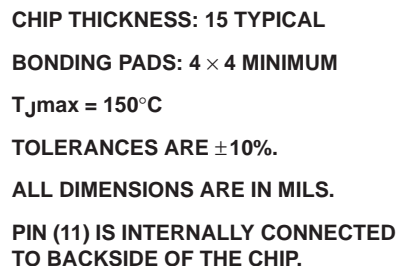 CHIP THICKNESS: 15 TYPICAL
BONDING PADS: 4 × 4 MINIMUM
TJmax = 150°C
TOLERANCES ARE ±10%.
ALL DIMENSIONS ARE IN MILS.
PIN (11) IS INTERNALLY CONNECTED
TO BACKSIDE OF THE CHIP.